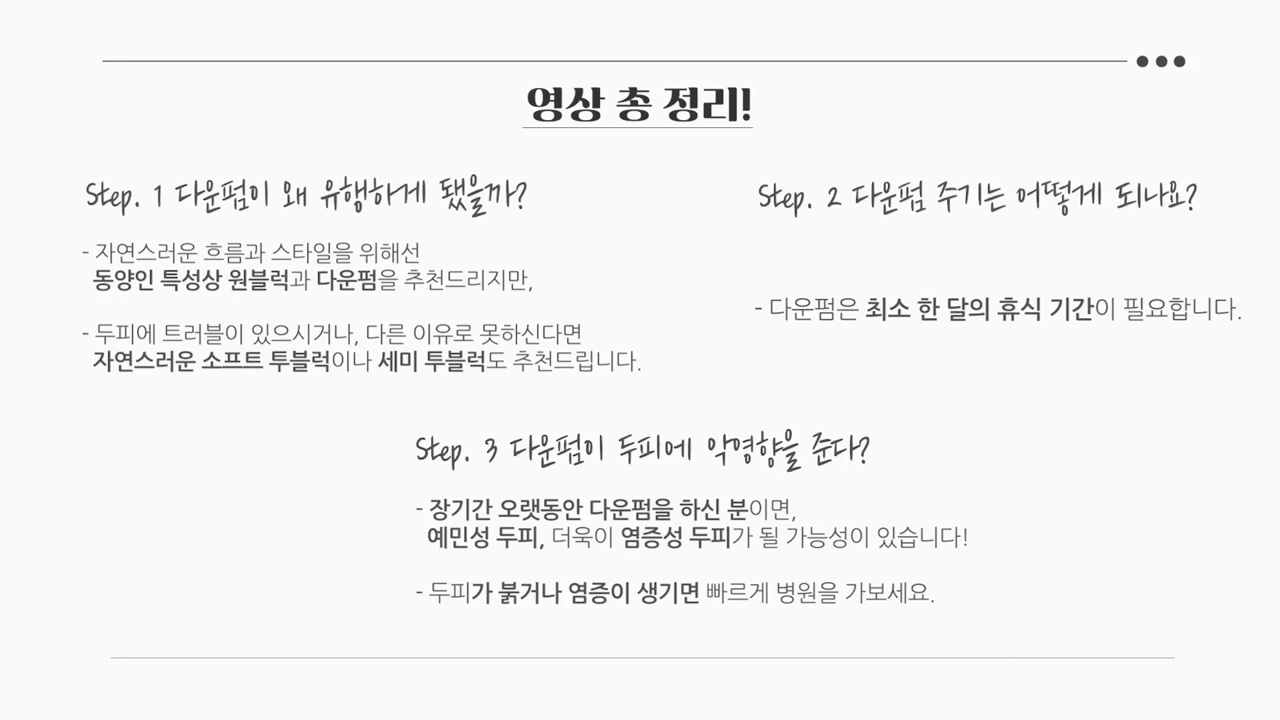 영상 총 정리!
Step. 1 다운펌이 왜 유행하게 됐을까?
- 자연스러운 흐름과 스타일을 위해선
동양인 특성상 원블럭과 다운펌을 추천드리지만,
- 두피에 트러블이 있으시거나, 다른 이유로 못하신다면
자연스러운 소프트 투블럭이나 세미 투블럭도 추천드립니다.
Step. 2 다운펌 주기는 어떻게 되나요?
- 다운펌은 최소 한 달의 휴식 기간이 필요합니다.
Step. 3 다운펌이 두피에 악영향을 준다?
- 장기간 오랫동안 다운펌을 하신 분이면,
예민성 두피, 더욱이 염증성 두피가 될 가능성이 있습니다!
- 두피가 붉거나 염증이 생기면 빠르게 병원을 가보세요.